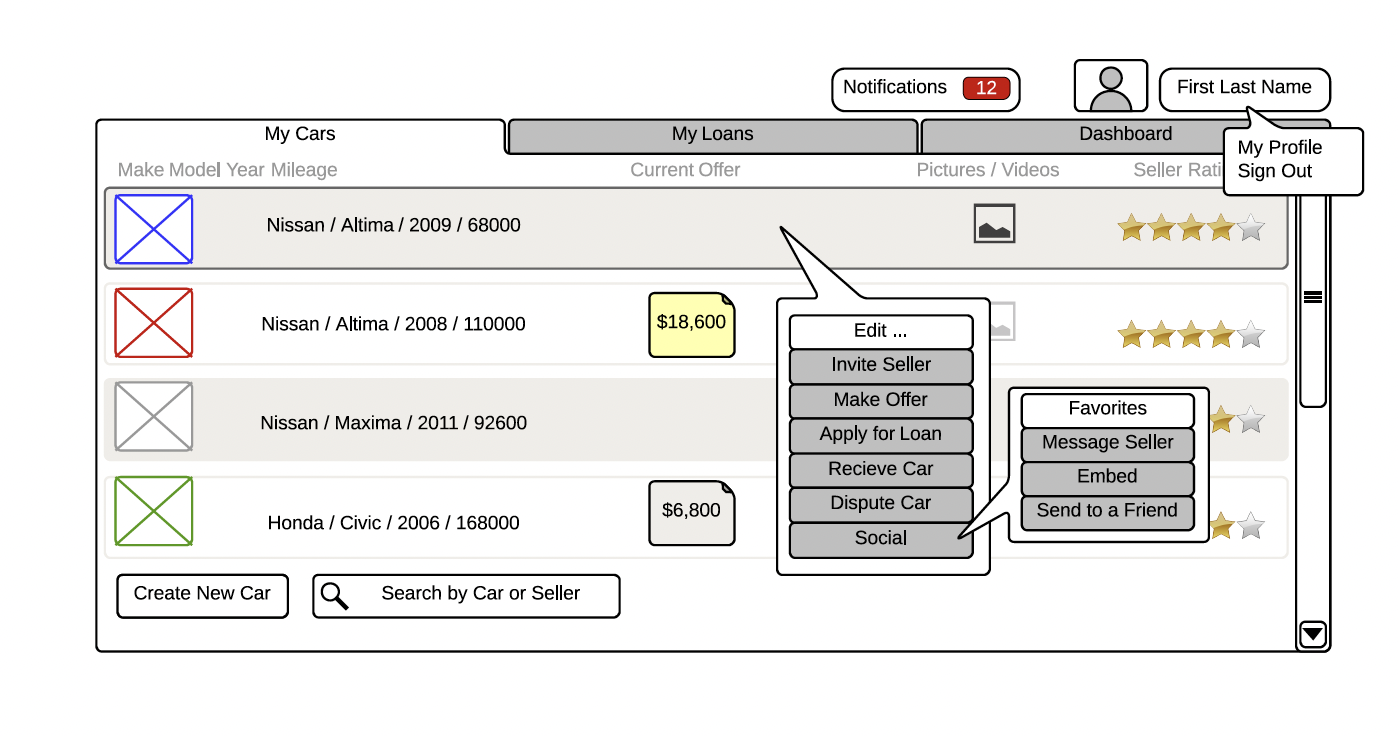 Notifications 12
First Last Name
My Profile
Sign Out
My Cars
My Loans
Dashboard
Make Model Year Mileage
Current Offer
Pictures / Videos
Seller Rati
Nissan / Altima / 2009 / 68000
Nissan / Altima / 2008 / 110000
$18,600
Nissan / Maxima / 2011 / 92600
Honda / Civic / 2006 / 168000
$6,800
Edit ...
Invite Seller
Make Offer
Apply for Loan
Recieve Car
Dispute Car
Social
Favorites
Message Seller
Embed
Send to a Friend
Create New Car
Search by Car or Seller